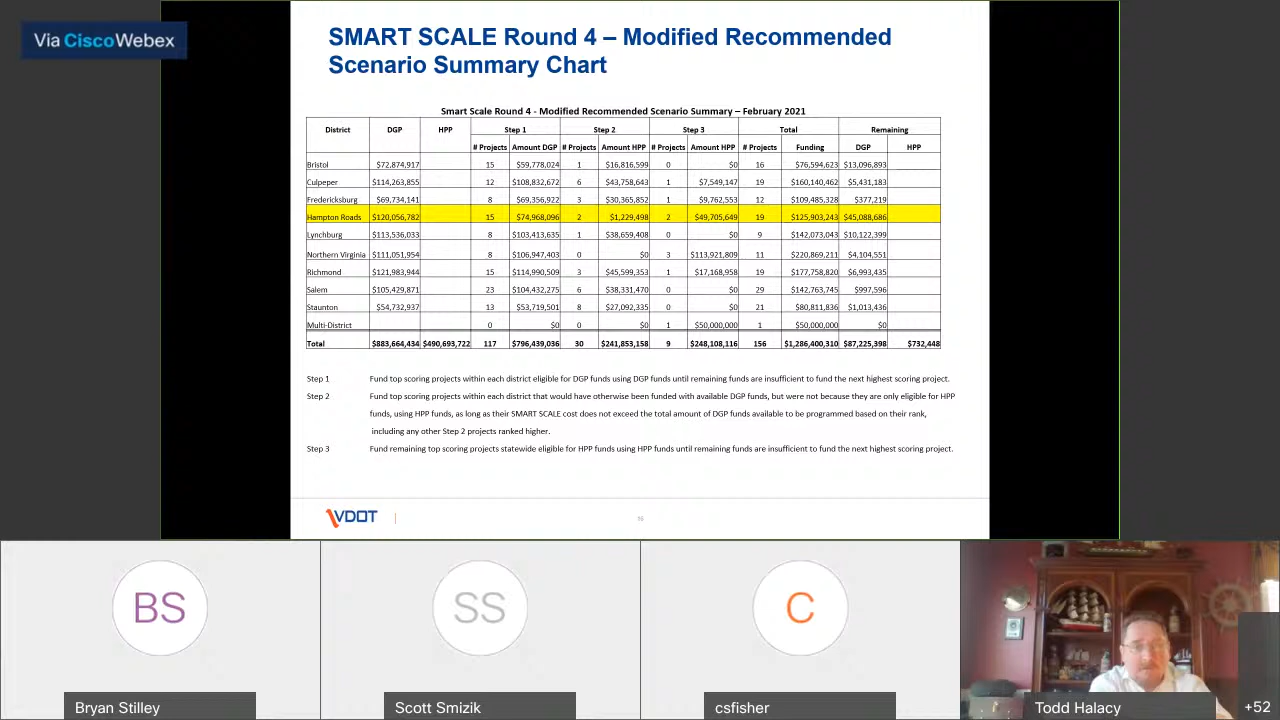 Via CiscoWebex
SMART SCALE Round 4 – Modified Recommended
Scenario Summary Chart
Smart Scale Round 4 - Modified Recommended Scenario Summary – February 2021
District DGP HPP Step 1 Step 2 Step 3 Total Remaining
# Projects Amount DGP # Projects Amount HPP # Projects Amount HPP # Projects Funding DGP HPP
Bristol $72,874,917 15 $59,778,024 1 $16,816,599 0 $0 16 $76,594,623 $13,096,893
Culpeper $114,263,855 12 $108,832,672 6 $43,758,643 1 $7,549,147 19 $160,140,462 $5,431,183
Fredericksburg $69,734,141 8 $69,356,922 3 $30,365,852 1 $9,762,553 12 $109,485,328 $377,219
Hampton Roads $120,056,782 15 $74,968,096 2 $1,229,498 2 $49,705,649 19 $125,903,243 $45,088,686
Lynchburg $113,536,033 8 $103,413,635 1 $38,659,408 0 $0 9 $142,073,043 $10,122,399
Northern Virginia $111,051,954 8 $106,947,403 0 $0 3 $113,921,809 11 $220,869,211 $4,104,551
Richmond $121,983,944 15 $114,990,509 3 $45,599,353 1 $17,168,958 19 $177,758,820 $6,993,435
Salem $105,429,871 23 $104,432,275 6 $38,331,470 0 $0 29 $142,763,745 $997,596
Staunton $54,732,937 13 $53,719,501 8 $27,092,335 0 $0 21 $80,811,836 $1,013,436
Multi-District 0 $0 0 $0 1 $50,000,000 1 $50,000,000 $0
Total $883,664,434 $490,693,722 117 $796,439,036 30 $241,853,158 9 $248,108,116 156 $1,286,400,310 $87,225,398 $732,448
Step 1 Fund top scoring projects within each district eligible for DGP funds using DGP funds until remaining funds are insufficient to fund the next highest scoring project.
Step 2 Fund top scoring projects within each district that would have otherwise been funded with available DGP funds, but were not because they are only eligible for HPP
funds, using HPP funds, as long as their SMART SCALE cost does not exceed the total amount of DGP funds available to be programmed based on their rank,
including any other Step 2 projects ranked higher.
Step 3 Fund remaining top scoring projects statewide eligible for HPP funds using HPP funds until remaining funds are insufficient to fund the next highest scoring project.
VDOT
BS SS C
Bryan Stilley Scott Smizik csfisher Todd Halacy +52